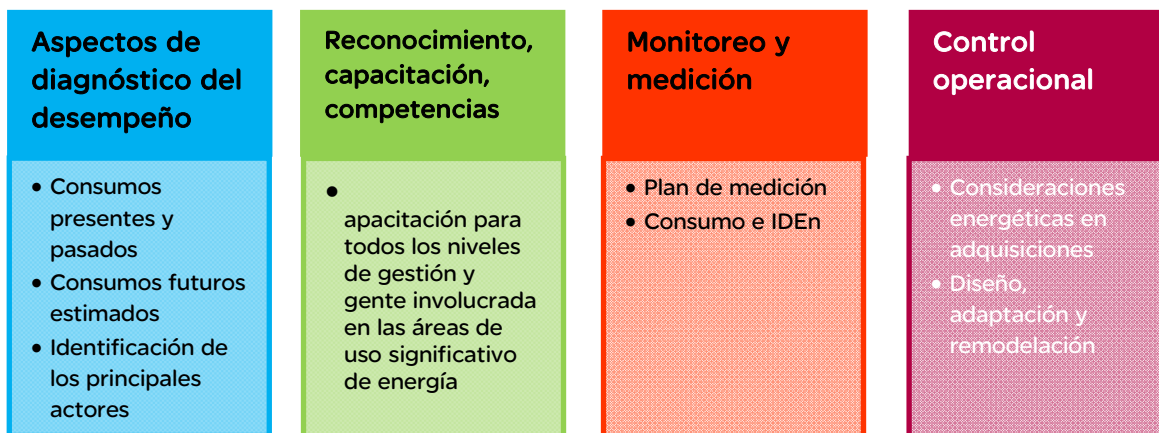 Aspectos de
diagnóstico del
desempeño
• Consumos
presentes y
pasados
• Consumos futuros
estimados
• Identificación de
los principales
actores
Reconocimiento,
capacitación,
competencias
•
apacitación para
todos los niveles
de gestión y
gente involucrada
en las áreas de
uso significativo
de energía
Monitoreo y
medición
• Plan de medición
• Consumo e IDEn
Control
operacional
• Consideraciones
energéticas en
adquisiciones
• Diseño,
adaptación y
remodelación